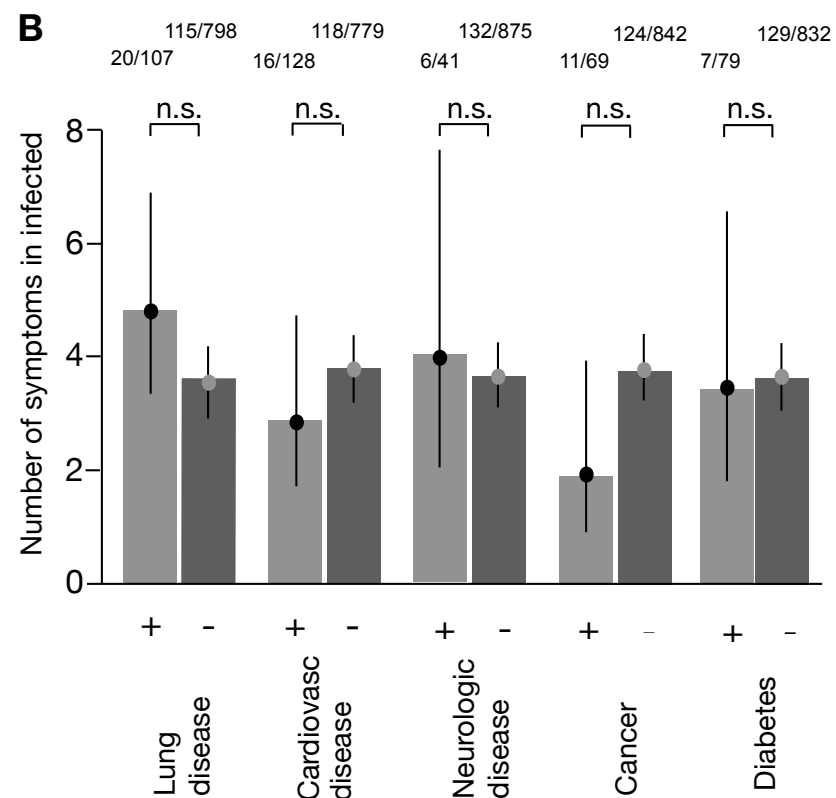 B
115/798 118/779 132/875 124/842 129/832
20/107 16/128 6/41 11/69 7/79
n.s. n.s. n.s. n.s. n.s.
Number of symptoms in infected
8
6
4
2
0
+ - + - + - + - + -
Lung
disease
Cardiovasc
disease
Neurologic
disease
Cancer
Diabetes